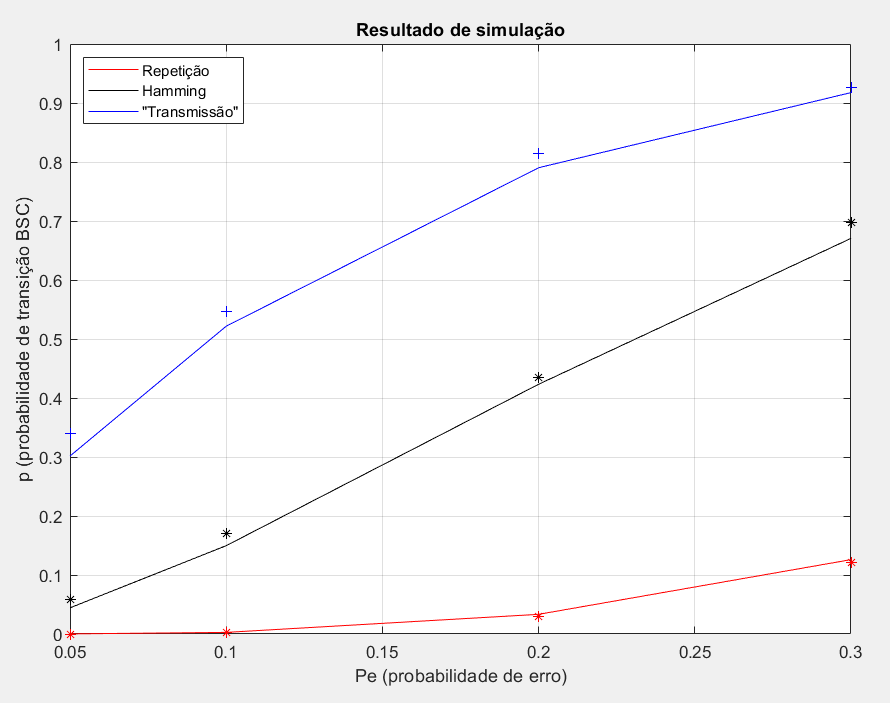 Resultado de simulação
Repetição
Hamming
"Transmissão"
p (probabilidade de transição BSC)
1
0.9
0.8
0.7
0.6
0.5
0.4
0.3
0.2
0.1
0
0.05
0.1
0.15
0.2
0.25
0.3
Pe (probabilidade de erro)